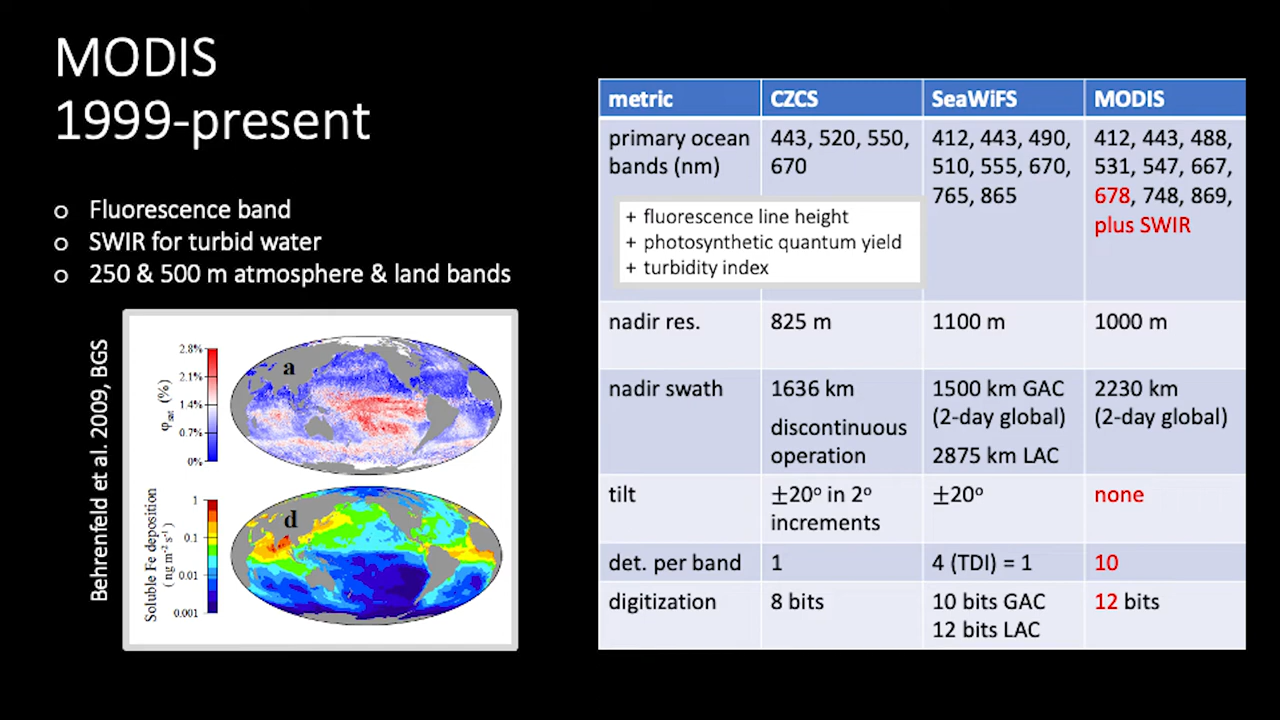 MODIS
1999-present
o Fluorescence band
o SWIR for turbid water
o 250 & 500 m atmosphere & land bands
Behrenfeld et al. 2009, BGS
φsat (%)
2.8%
2.1%
1.4%
0.7%
0%
a
Soluble Fe deposition
( ng m⁻² s⁻¹ )
1
0.1
0.01
0.001
d
metric CZCS SeaWiFS MODIS
primary ocean 443, 520, 550, 412, 443, 490, 412, 443, 488,
bands (nm) 670 510, 555, 670, 531, 547, 667,
765, 865 678, 748, 869,
plus SWIR
+ fluorescence line height
+ photosynthetic quantum yield
+ turbidity index
nadir res. 825 m 1100 m 1000 m
nadir swath 1636 km 1500 km GAC 2230 km
(2-day global) (2-day global)
discontinuous
operation 2875 km LAC
tilt ±20° in 2° ±20° none
increments
det. per band 1 4 (TDI) = 1 10
digitization 8 bits 10 bits GAC 12 bits
12 bits LAC